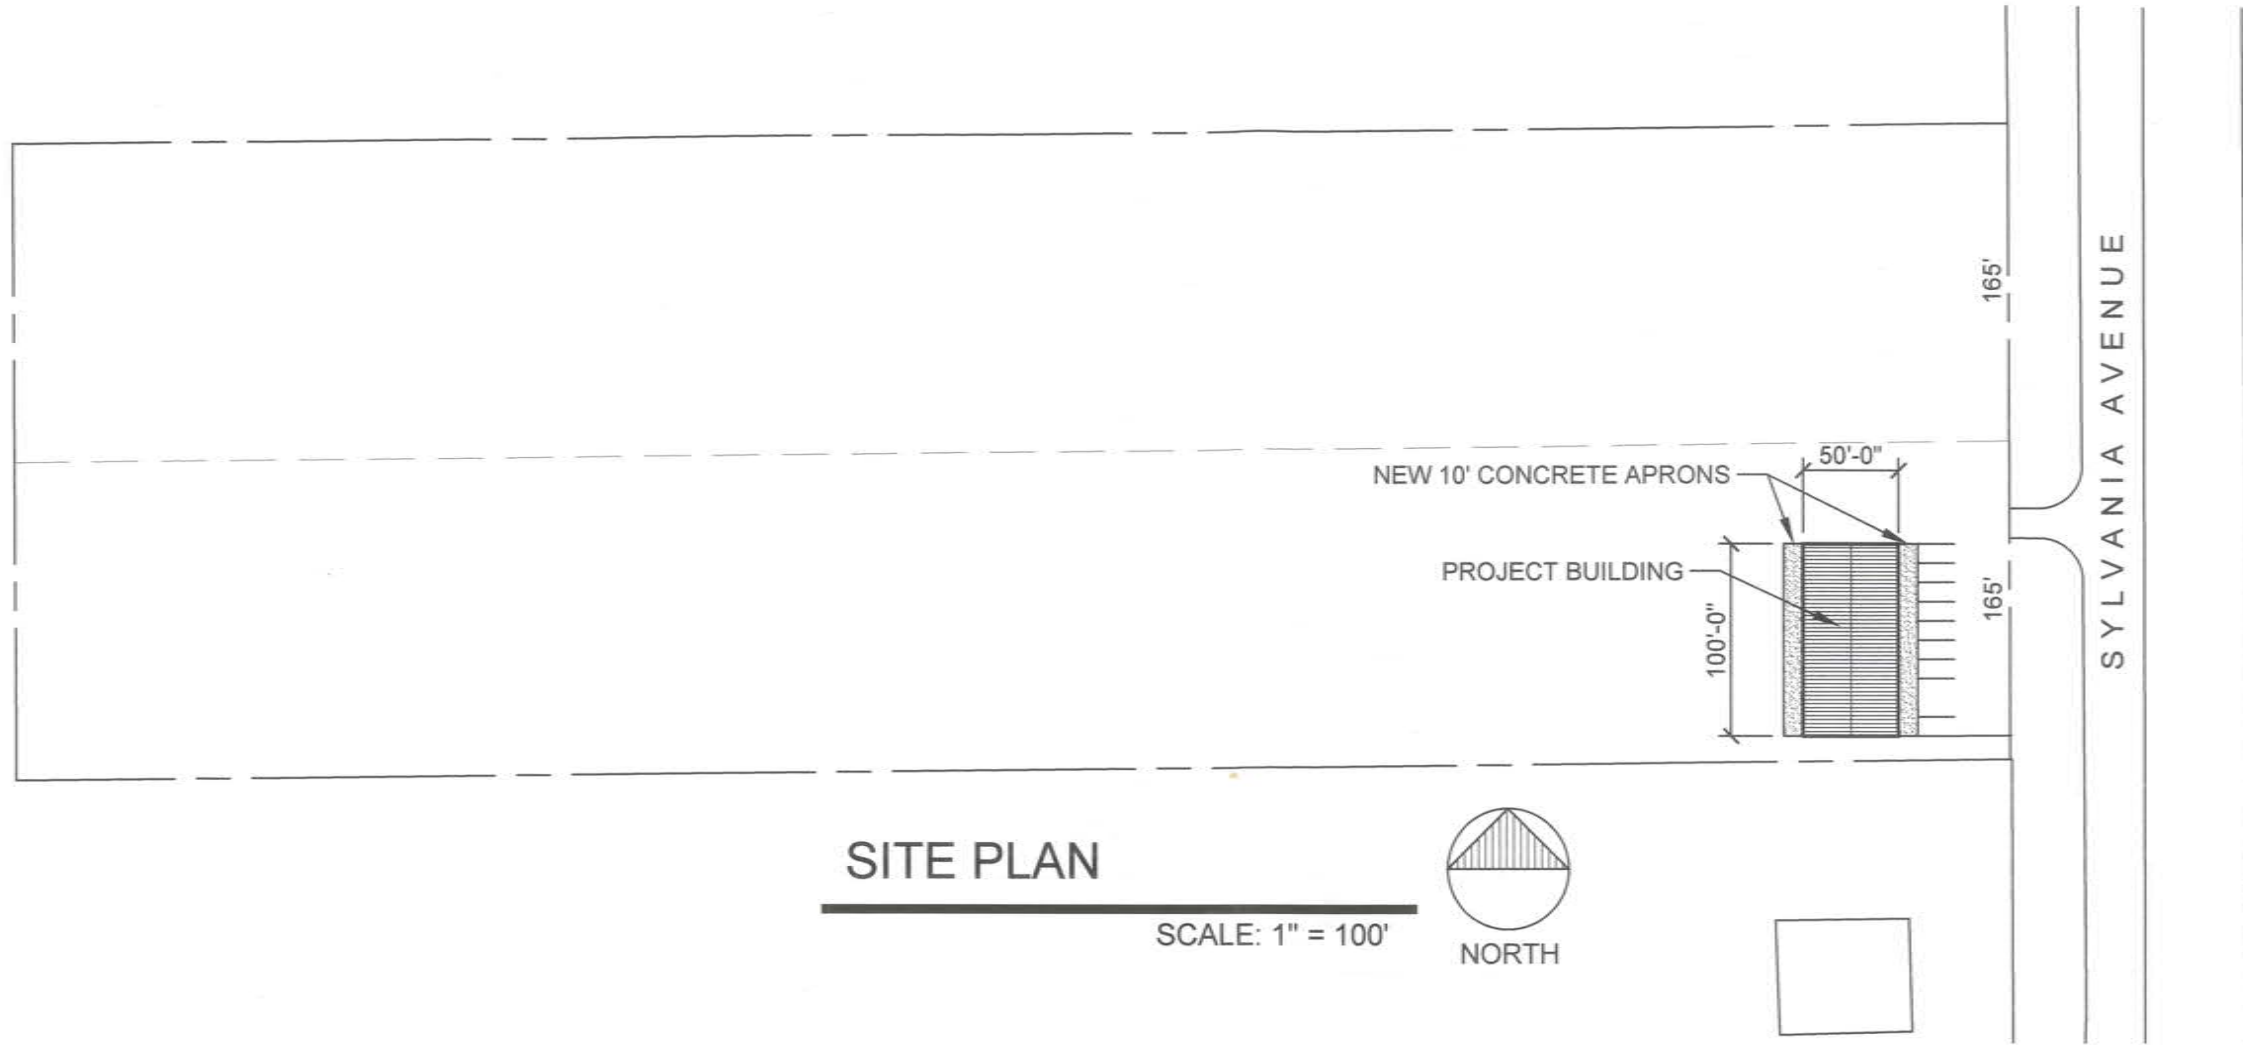 165'
SYLVANIA AVENUE
50'-0"
NEW 10' CONCRETE APRONS
PROJECT BUILDING
100'-0"
165'
SITE PLAN
SCALE: 1" = 100'
NORTH